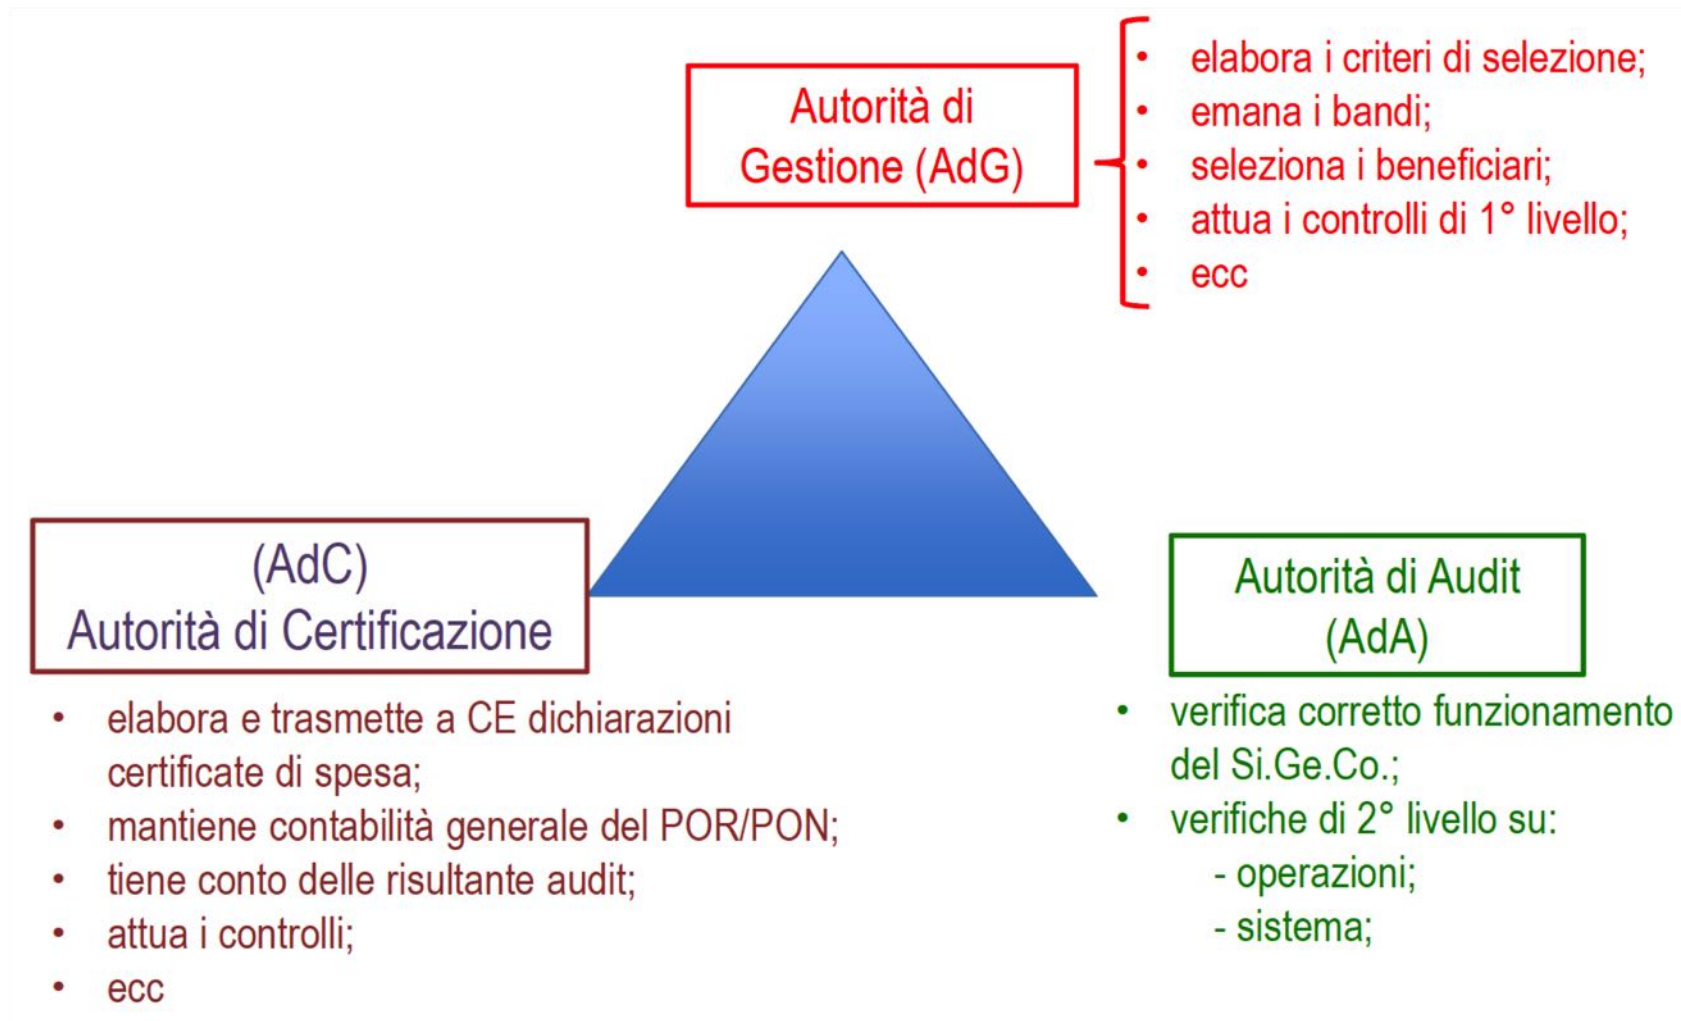 Autorità di
Gestione (AdG)
• elabora i criteri di selezione;
• emana i bandi;
• seleziona i beneficiari;
• attua i controlli di 1° livello;
• ecc
(AdC)
Autorità di Certificazione
• elabora e trasmette a CE dichiarazioni
certificate di spesa;
• mantiene contabilità generale del POR/PON;
• tiene conto delle risultante audit;
• attua i controlli;
• ecc
Autorità di Audit
(AdA)
• verifica corretto funzionamento
del Si.Ge.Co.;
• verifiche di 2° livello su:
- operazioni;
- sistema;